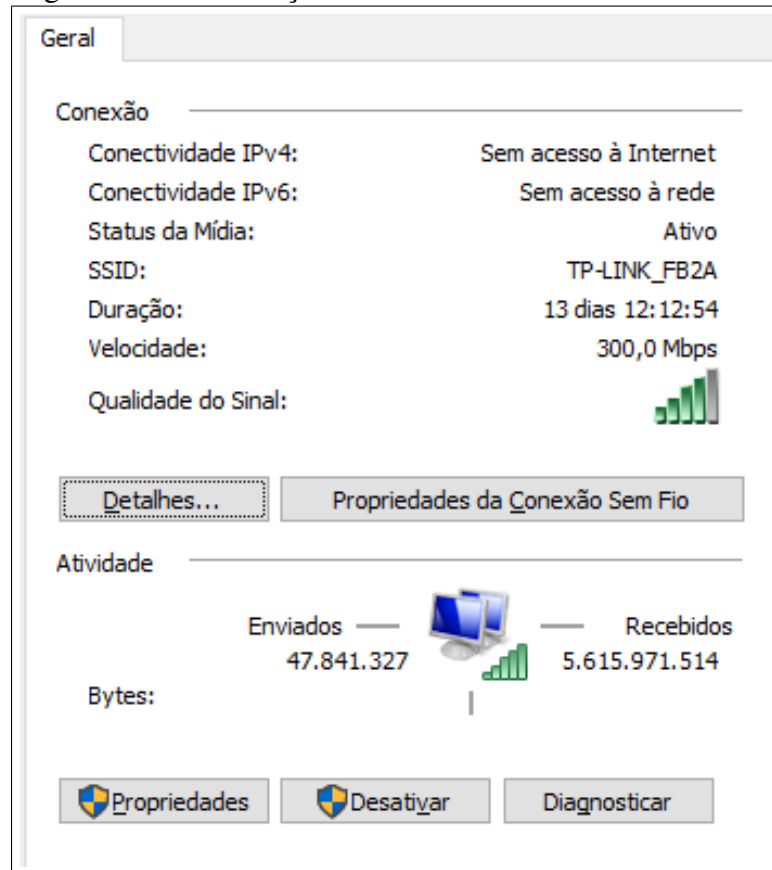 Geral
Conexão
Conectividade IPv4: Sem acesso à Internet
Conectividade IPv6: Sem acesso à rede
Status da Mídia: Ativo
SSID: TP-LINK_FB2A
Duração: 13 dias 12:12:54
Velocidade: 300,0 Mbps
Qualidade do Sinal:
Detalhes... Propriedades da Conexão Sem Fio
Atividade
Enviados Recebidos
47.841.327 5.615.971.514
Bytes:
Propriedades Desativar Diagnosticar